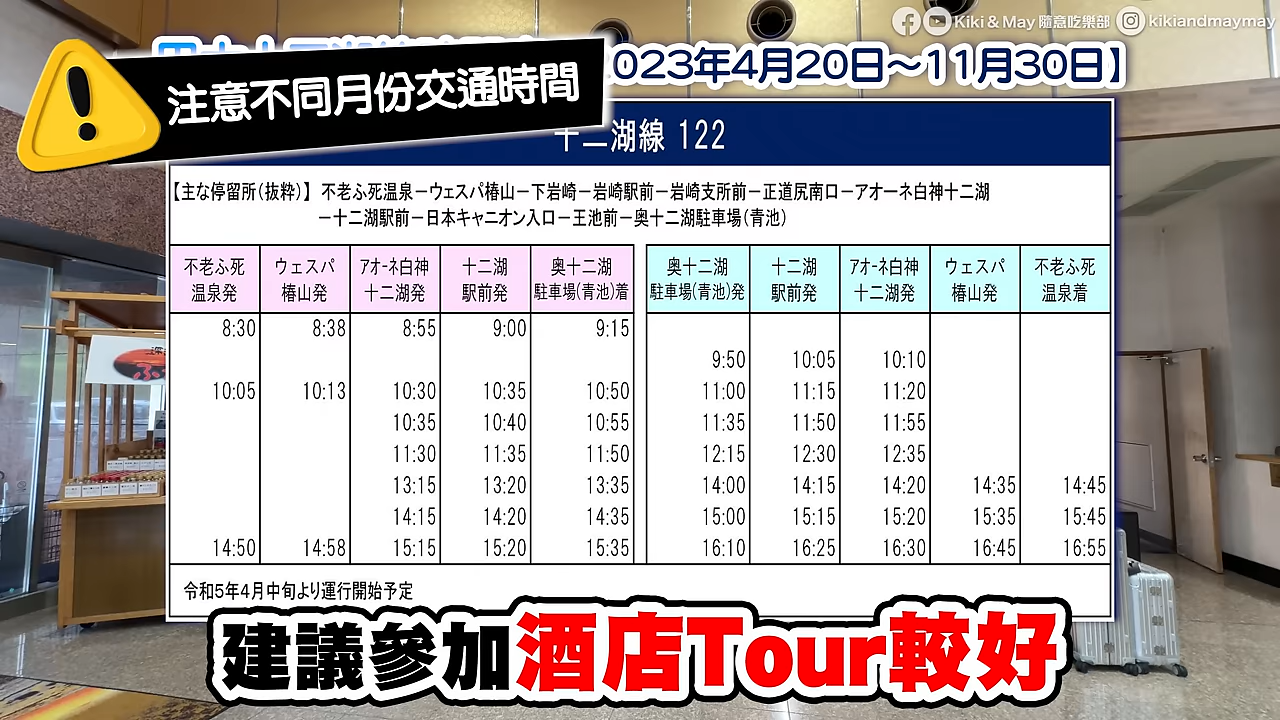 Kiki & May 隨意吃樂部 kikiandmaymay
注意不同月份交通時間
2023年4月20日～11月30日】
十二湖線 122
【主な停留所(抜粋)】 不老ふ死温泉－ウェスパ椿山－下岩崎－岩崎駅前－岩崎支所前－正道尻南口－アオーネ白神十二湖
－十二湖駅前－日本キャニオン入口－王池前－奥十二湖駐車場(青池)
不老ふ死温泉発 ウェスパ椿山発 アオーネ白神十二湖発 十二湖駅前発 奥十二湖駐車場(青池)着 奥十二湖駐車場(青池)発 十二湖駅前発 アオーネ白神十二湖発 ウェスパ椿山発 不老ふ死温泉着
8:30 8:38 8:55 9:00 9:15
9:50 10:05 10:10
10:05 10:13 10:30 10:35 10:50 11:00 11:15 11:20
10:35 10:40 10:55 11:35 11:50 11:55
11:30 11:35 11:50 12:15 12:30 12:35
13:15 13:20 13:35 14:00 14:15 14:20 14:35 14:45
14:15 14:20 14:35 15:00 15:15 15:20 15:35 15:45
14:50 14:58 15:15 15:20 15:35 16:10 16:25 16:30 16:45 16:55
令和5年4月中旬より運行開始予定
建議參加酒店Tour較好